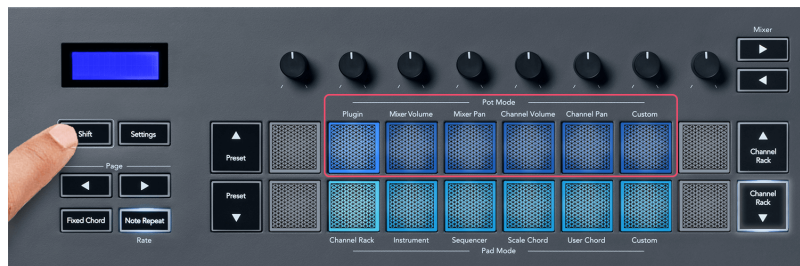 Mixer
Pot Mode
Plugin Mixer Volume Mixer Pan Channel Volume Channel Pan Custom
Shift Settings
Preset
Channel
Rack
Page
Preset
Channel
Rack
Fixed Chord Note Repeat
Rate
Channel Rack Instrument Sequencer Scale Chord User Chord Custom
Pad Mode